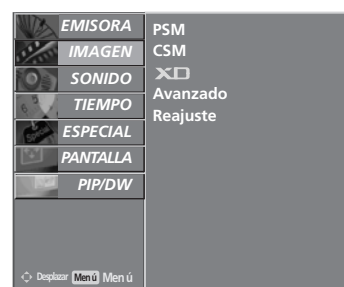 EMISORA
IMAGEN
SONIDO
TIEMPO
ESPECIAL
PANTALLA
PIP/DW
PSM
CSM
XD
Avanzado
Reajuste
Desplazar Menú Menú